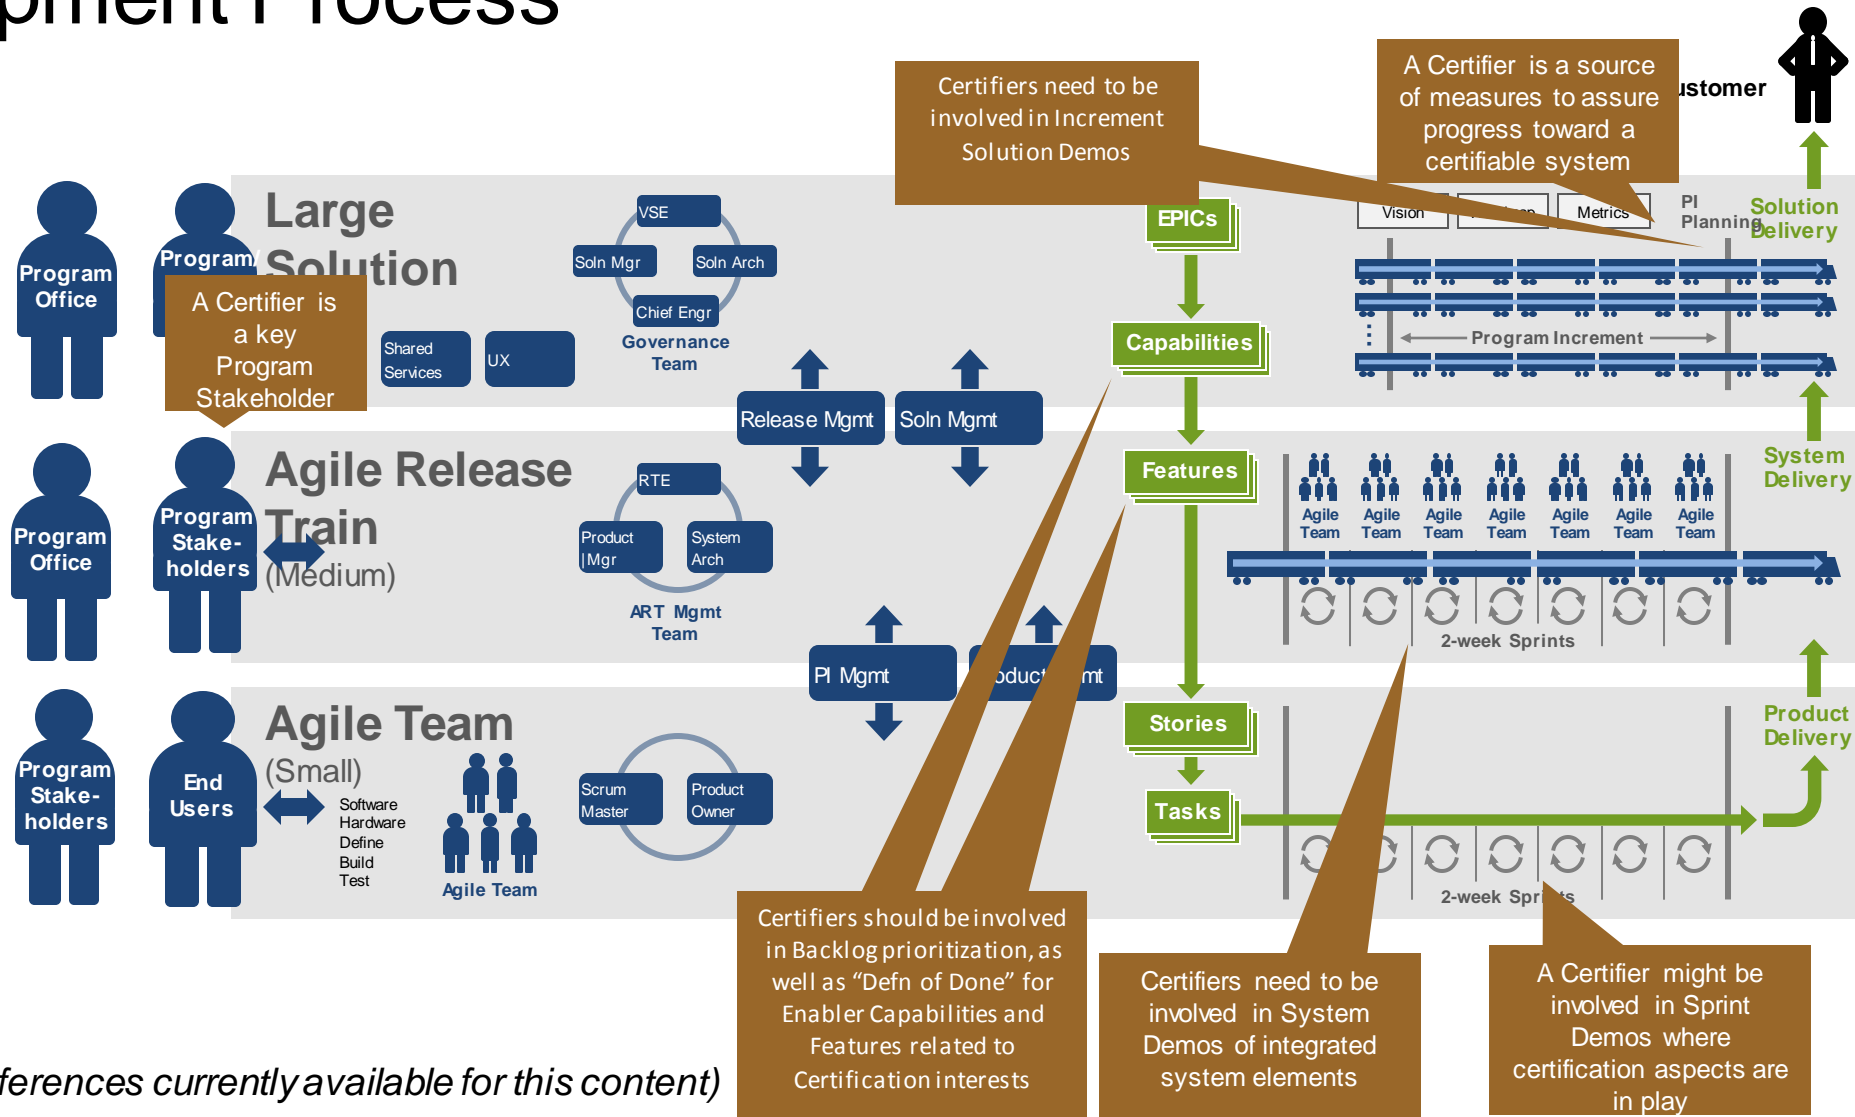 pment Process
Certifiers need to be
involved in Increment
Solution Demos
A Certifier is a source
of measures to assure
progress toward a
certifiable system
ustomer
Large
Solution
Program
Office
Program/
A Certifier is
a key
Program
Stakeholder
VSE
Soln Mgr
Soln Arch
Chief Engr
Governance
Team
Shared
Services
UX
Release Mgmt
Soln Mgmt
EPICs
Capabilities
Vision
Metrics
PI
Planning
Solution
Delivery
Program Increment
Agile Release
Train
(Medium)
Program
Office
Program
Stake-
holders
RTE
Product
|Mgr
System
Arch
ART Mgmt
Team
PI Mgmt
Features
Agile
Team
Agile
Team
Agile
Team
Agile
Team
Agile
Team
Agile
Team
Agile
Team
2-week Sprints
System
Delivery
Agile Team
(Small)
Program
Stake-
holders
End
Users
Software
Hardware
Define
Build
Test
Agile Team
Scrum
Master
Product
Owner
Stories
Tasks
2-week Sprints
Product
Delivery
Certifiers should be involved
in Backlog prioritization, as
well as “Defn of Done” for
Enabler Capabilities and
Features related to
Certification interests
Certifiers need to be
involved in System
Demos of integrated
system elements
A Certifier might be
involved in Sprint
Demos where
certification aspects are
in play
ferences currently available for this content)